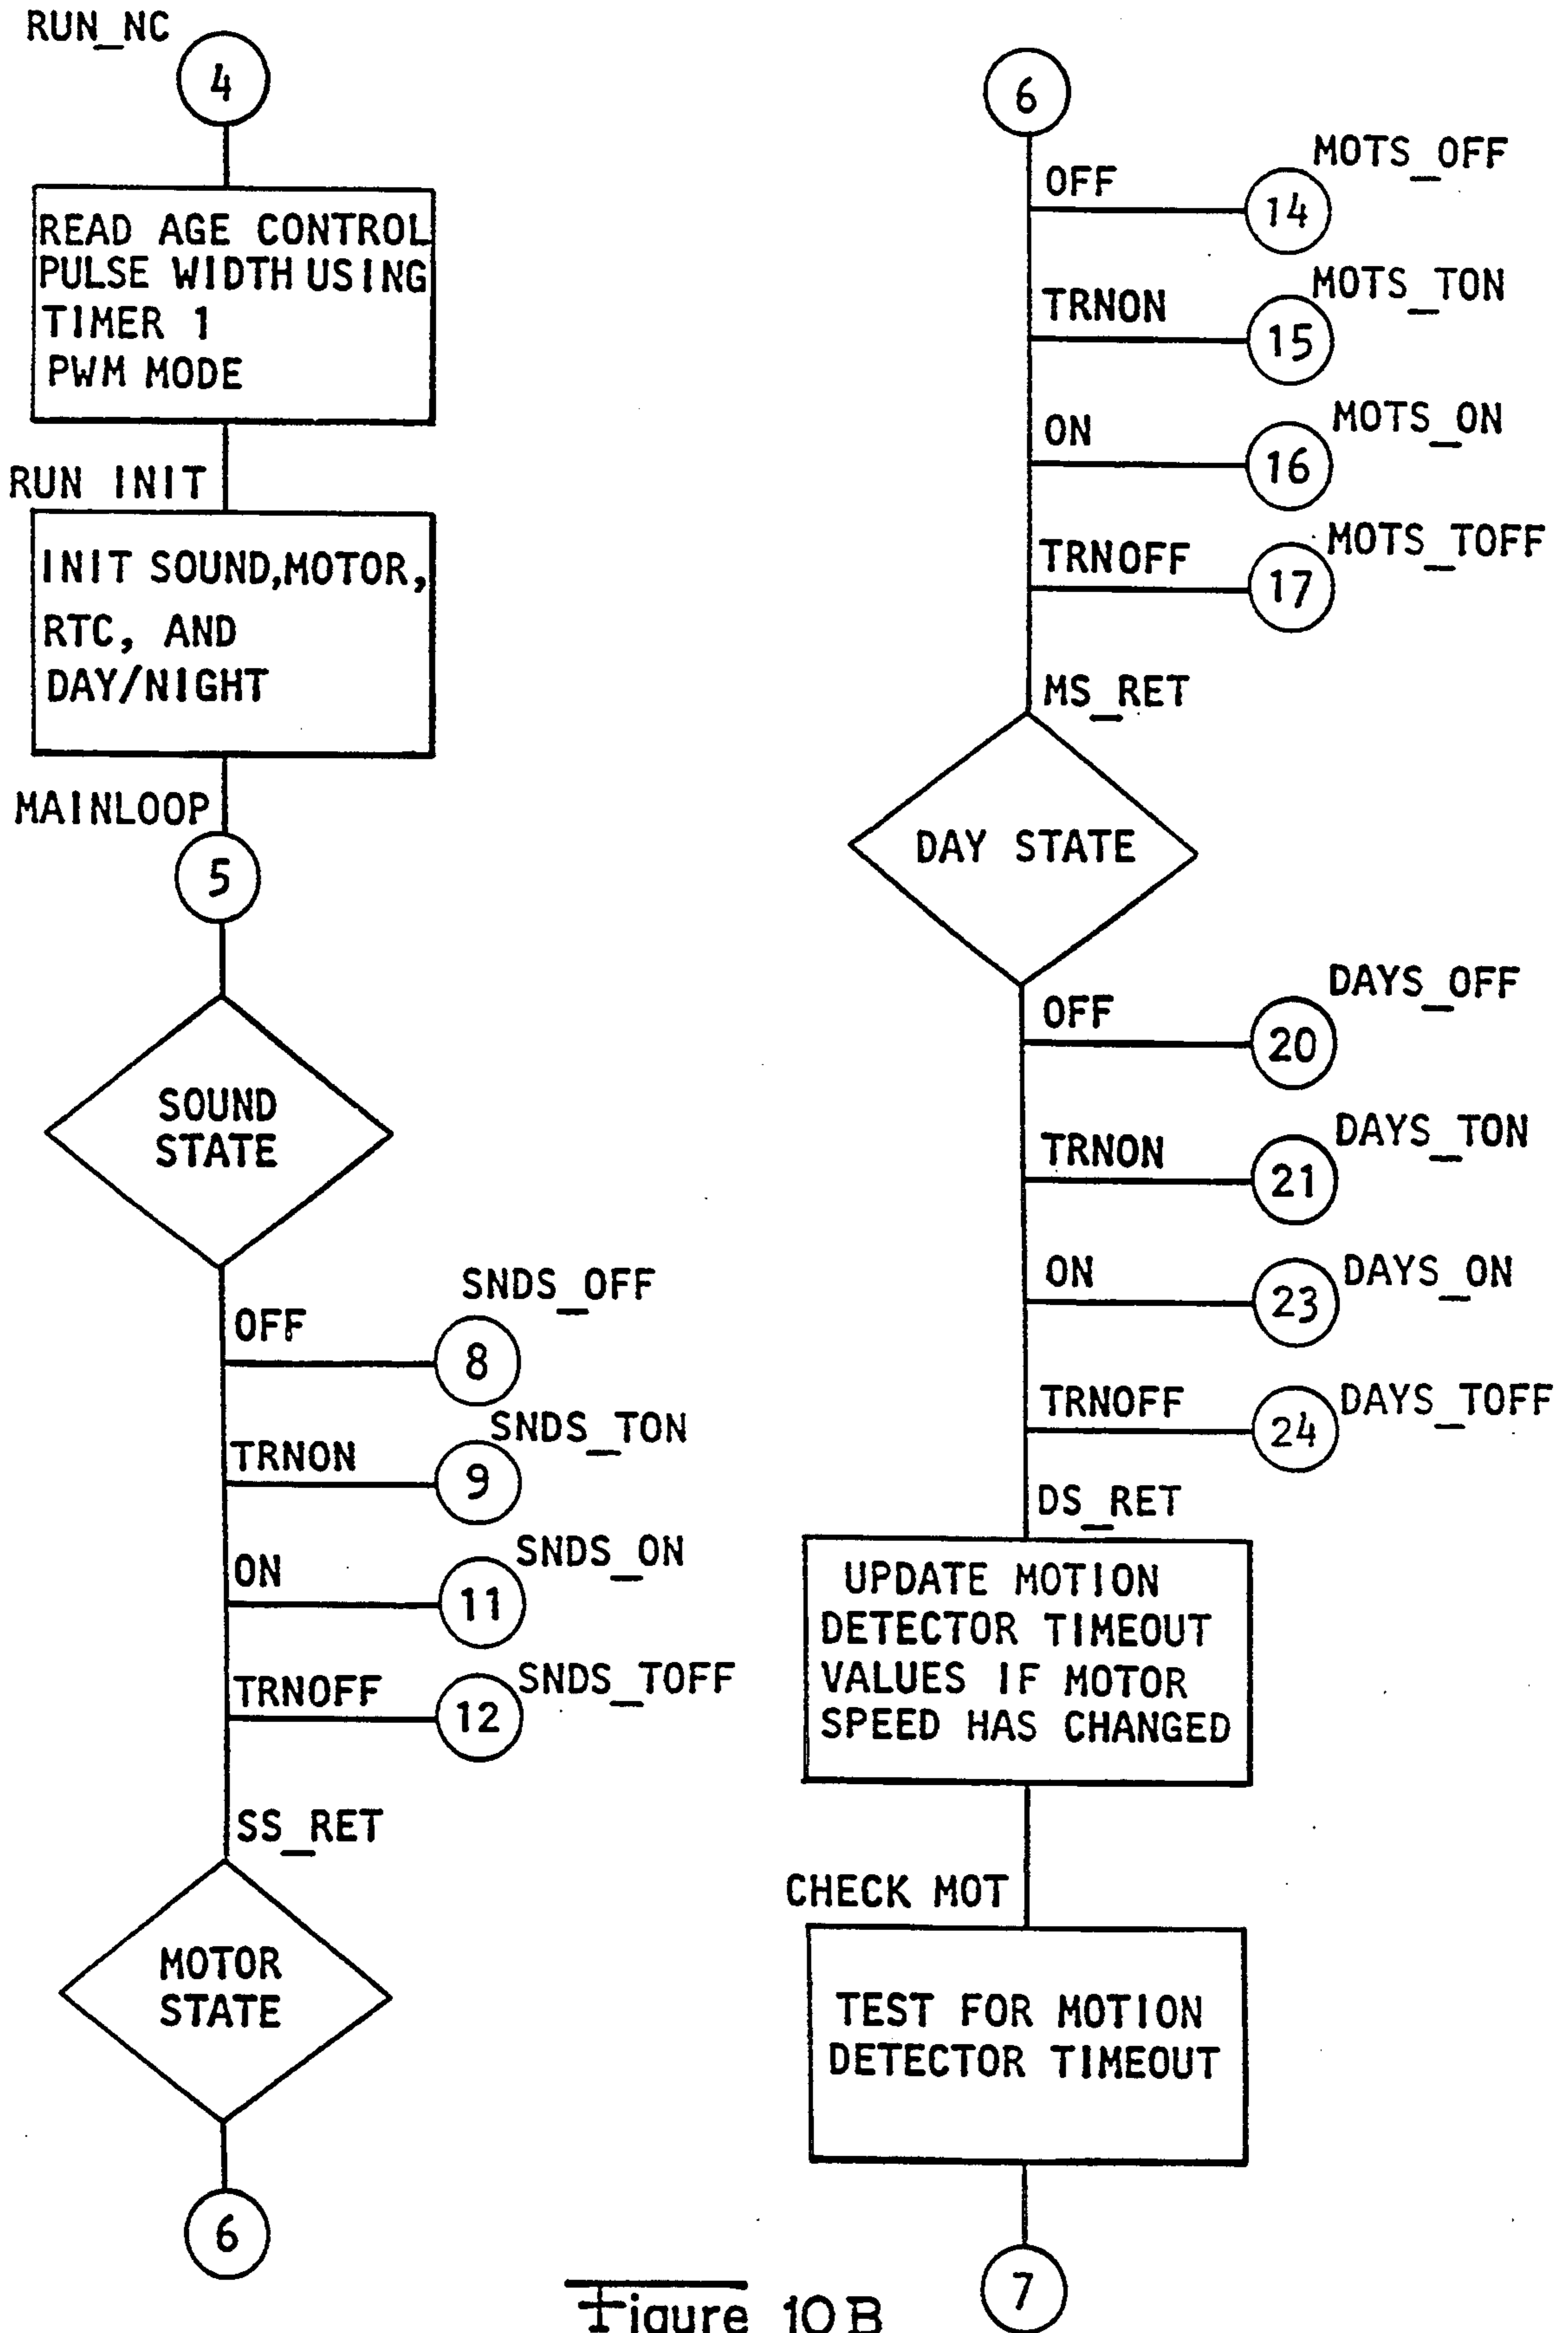 RUN_NC
4
READ AGE CONTROL
PULSE WIDTH USING
TIMER 1
PWM MODE
RUN INIT
INIT SOUND, MOTOR,
RTC, AND
DAY/NIGHT
MAINLOOP
5
SOUND
STATE
SNDS_OFF
OFF
8
SNDS_TON
TRNON
9
SNDS_ON
ON
11
SNDS_TOFF
TRNOFF
12
SS_RET
MOTOR
STATE
6
6
MOTS_OFF
OFF
14
MOTS_TON
TRNON
15
MOTS_ON
ON
16
MOTS_TOFF
TRNOFF
17
MS_RET
DAY STATE
DAYS_OFF
OFF
20
DAYS_TON
TRNON
21
DAYS_ON
ON
23
DAYS_TOFF
TRNOFF
24
DS_RET
UPDATE MOTION
DETECTOR TIMEOUT
VALUES IF MOTOR
SPEED HAS CHANGED
CHECK MOT
TEST FOR MOTION
DETECTOR TIMEOUT
7
Figure 10B